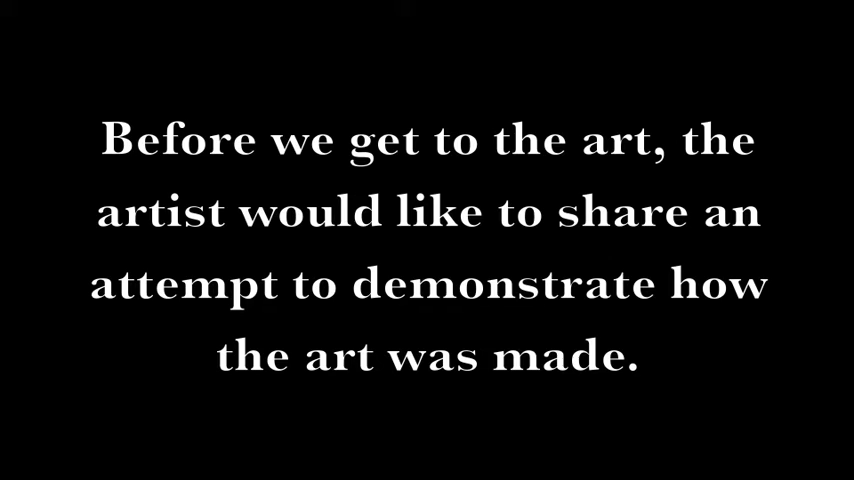 Before we get to the art, the
artist would like to share an
attempt to demonstrate how
the art was made.